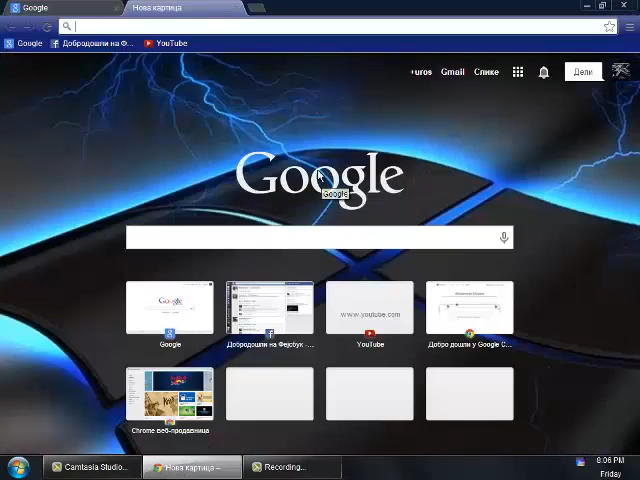 Google
Нова картица
Google
Добродошли на Ф...
YouTube
+uros
Gmail
Слике
Дели
Google
Google
Google
www.youtube.com
Google
Добродошли на Фејсбук -...
YouTube
Добро дошли у Google C...
Chrome веб-продавница
Camtasia Studio...
Нова картица -...
Recording...
8:06 PM
Friday